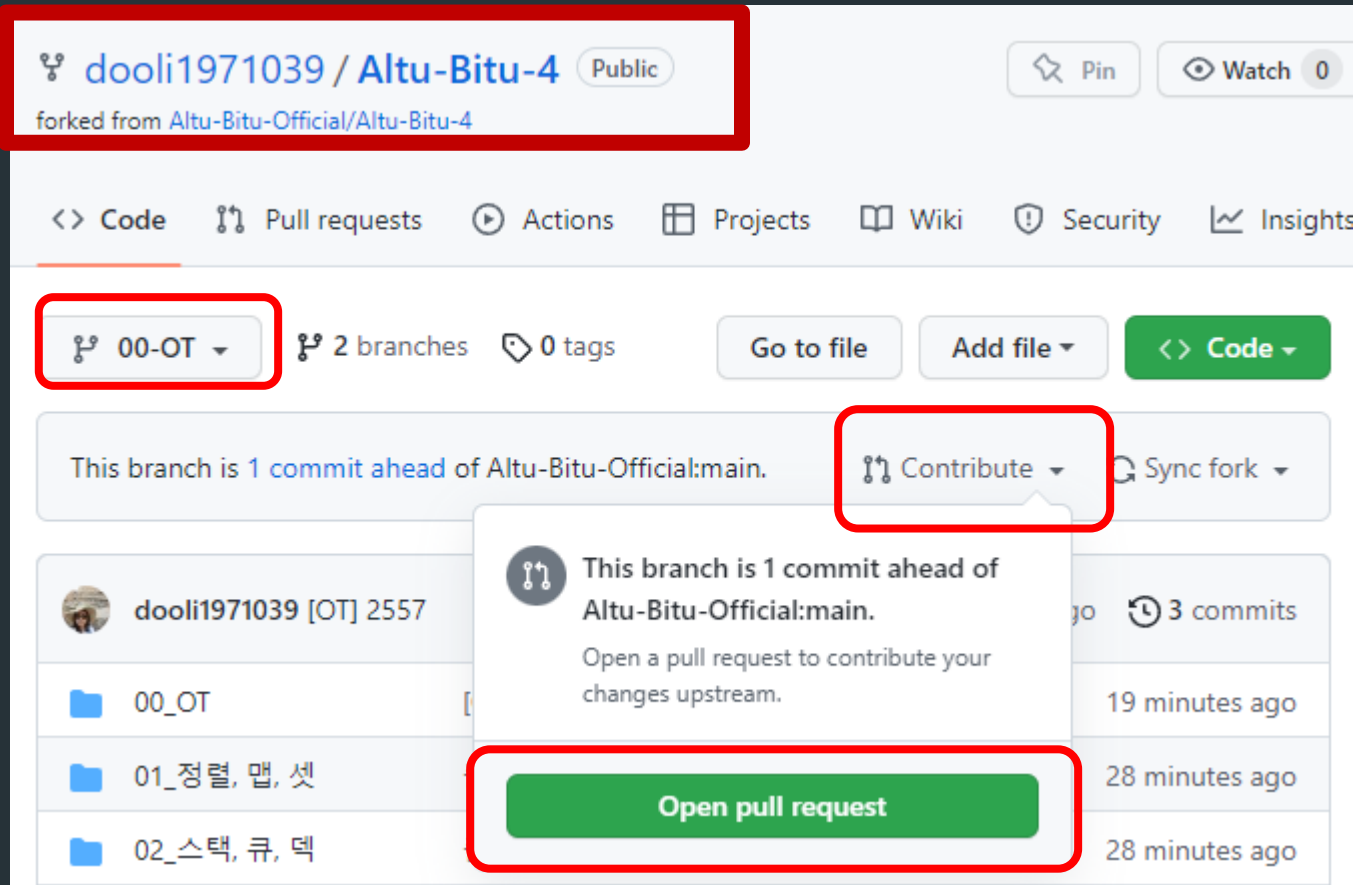 dooli1971039 / Altu-Bitu-4 Public
Pin
Watch 0
forked from Altu-Bitu-Official/Altu-Bitu-4
Code
Pull requests
Actions
Projects
Wiki
Security
Insights
00-OT
2 branches
0 tags
Go to file
Add file
Code
This branch is 1 commit ahead of Altu-Bitu-Official:main.
Contribute
Sync fork
This branch is 1 commit ahead of
Altu-Bitu-Official:main.
Open a pull request to contribute your
changes upstream.
Open pull request
dooli1971039 [OT] 2557
3 commits
00_OT
19 minutes ago
01_정렬, 맵, 셋
28 minutes ago
02_스택, 큐, 덱
28 minutes ago